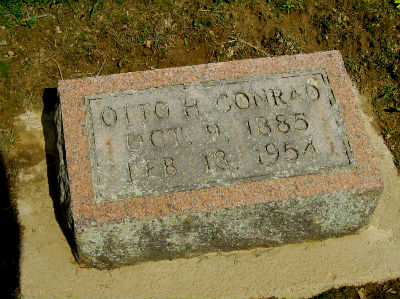 OTTO H. CONRAD
OCT. 9, 1885
FEB. 18, 1954